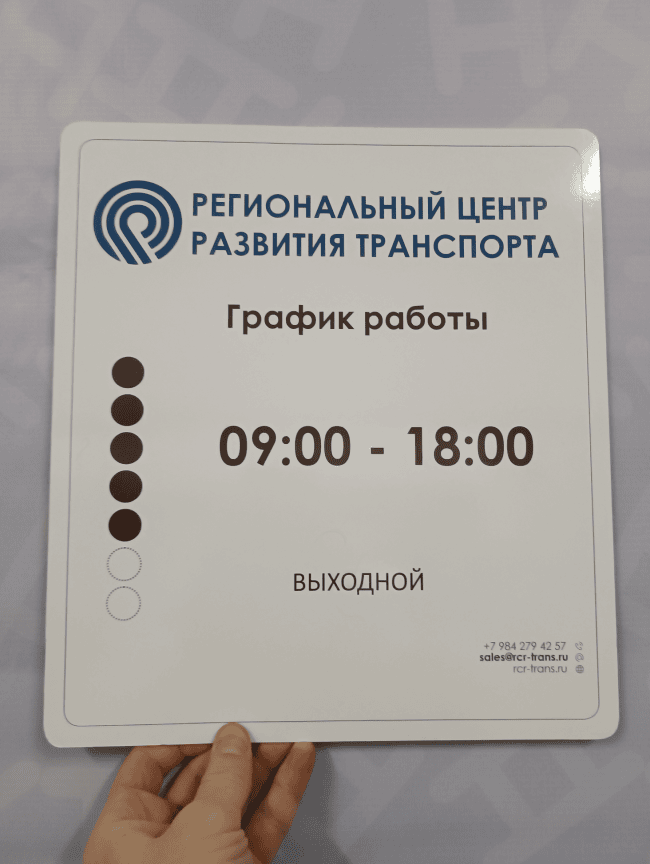 РЕГИОНАЛЬНЫЙ ЦЕНТР
РАЗВИТИЯ ТРАНСПОРТА
График работы
09:00 - 18:00
ВЫХОДНОЙ
+7 984 279 42 57
sales@rcr-trans.ru
rcr-trans.ru